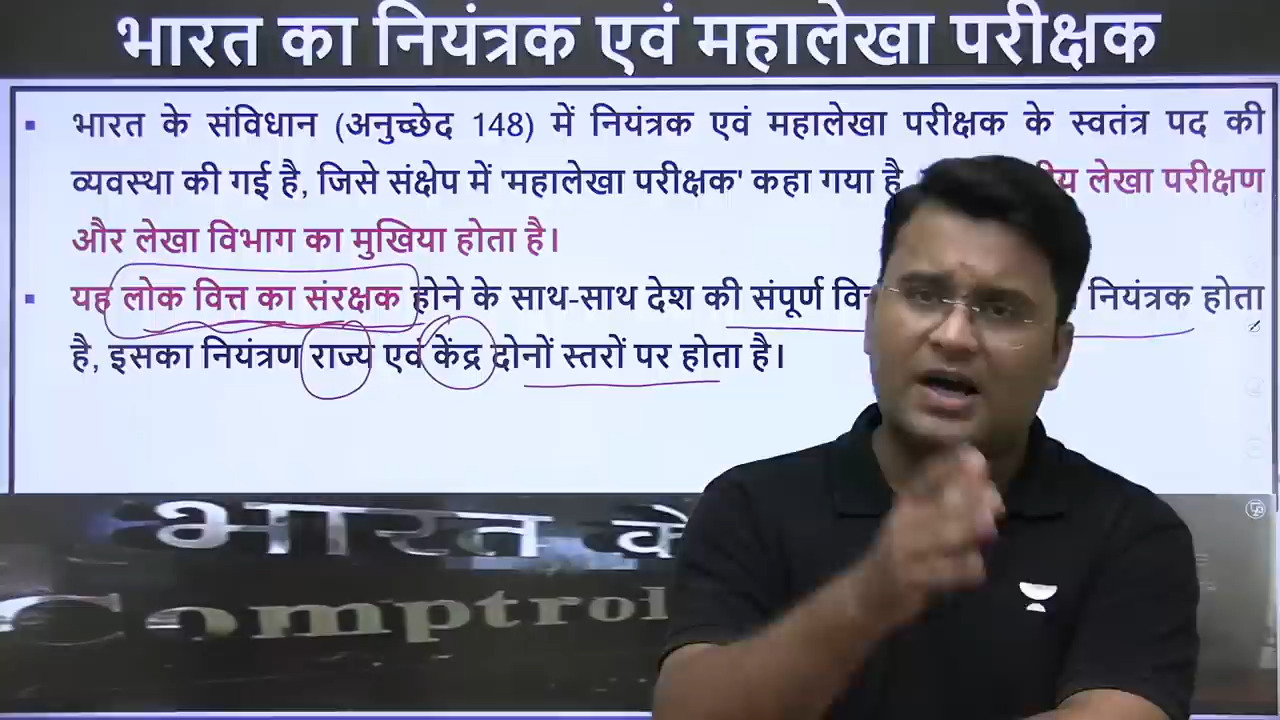 भारत का नियंत्रक एवं महालेखा परीक्षक
भारत के संविधान (अनुच्छेद 148) में नियंत्रक एवं महालेखा परीक्षक के स्वतंत्र पद की
व्यवस्था की गई है, जिसे संक्षेप में 'महालेखा परीक्षक' कहा गया है लेखा परीक्षण
और लेखा विभाग का मुखिया होता है।
यह लोक वित्त का संरक्षक होने के साथ-साथ देश की संपूर्ण नियंत्रक होता
है, इसका नियंत्रण राज्य एवं केंद्र दोनों स्तरों पर होता है।
भारत के
Comptrol